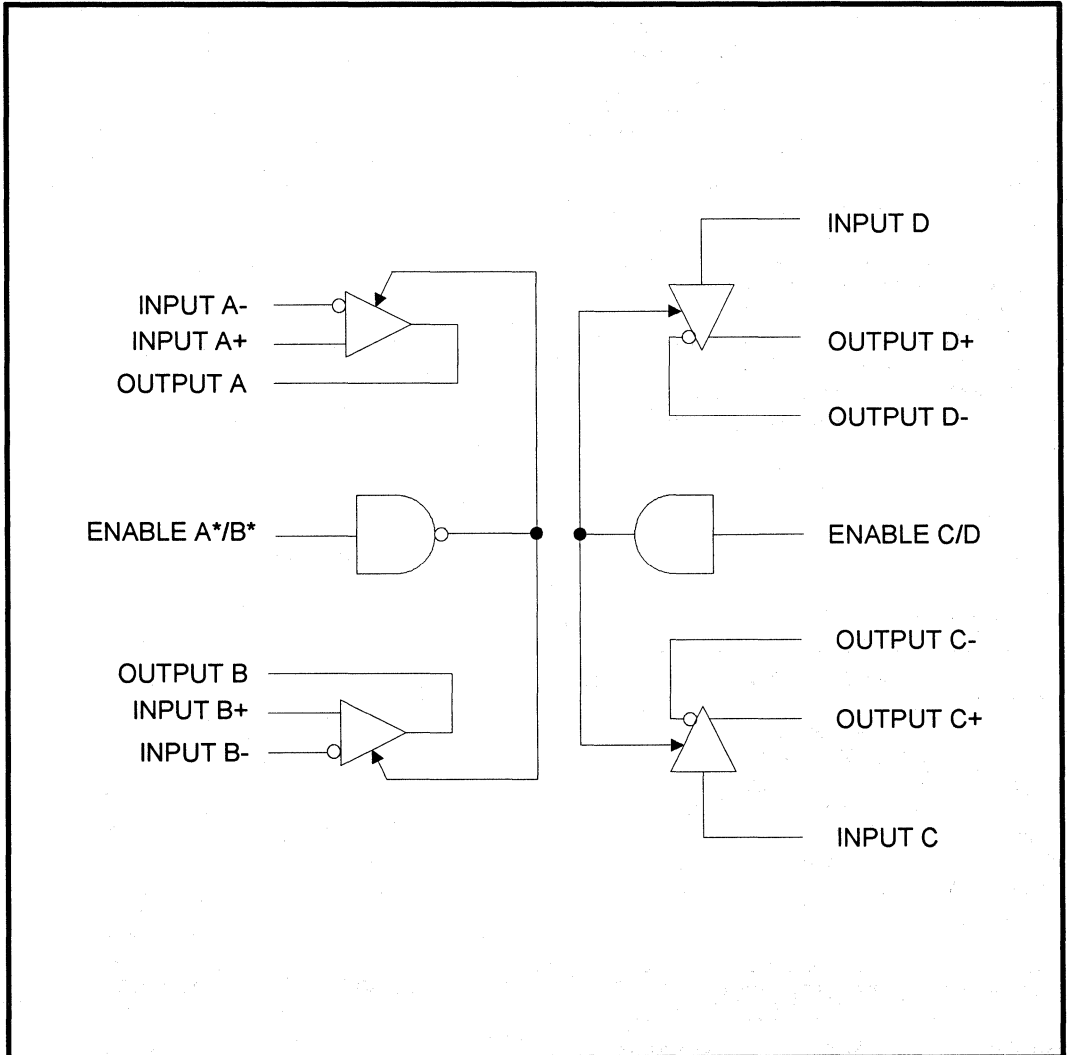 INPUT A-
INPUT A+
OUTPUT A
ENABLE A*/B*
OUTPUT B
INPUT B+
INPUT B-
INPUT D
OUTPUT D+
OUTPUT D-
ENABLE C/D
OUTPUT C-
OUTPUT C+
INPUT C